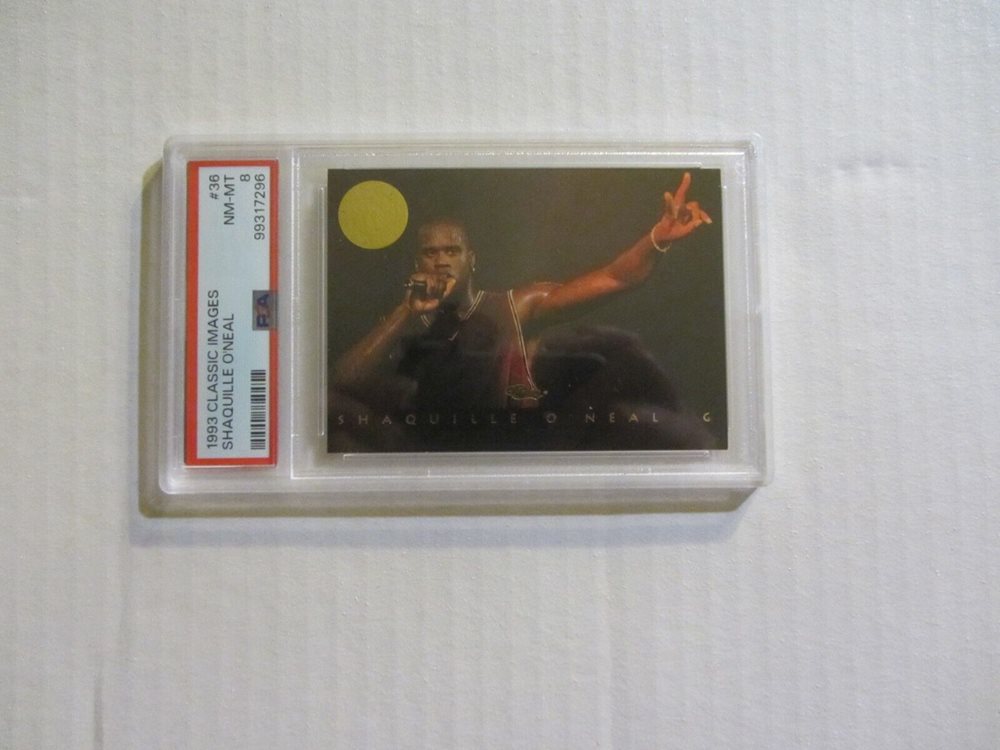 1993 CLASSIC IMAGES #36
SHAQUILLE O'NEAL NM-MT
8
PSA 99317296
SHAQUILLE O'NEAL C